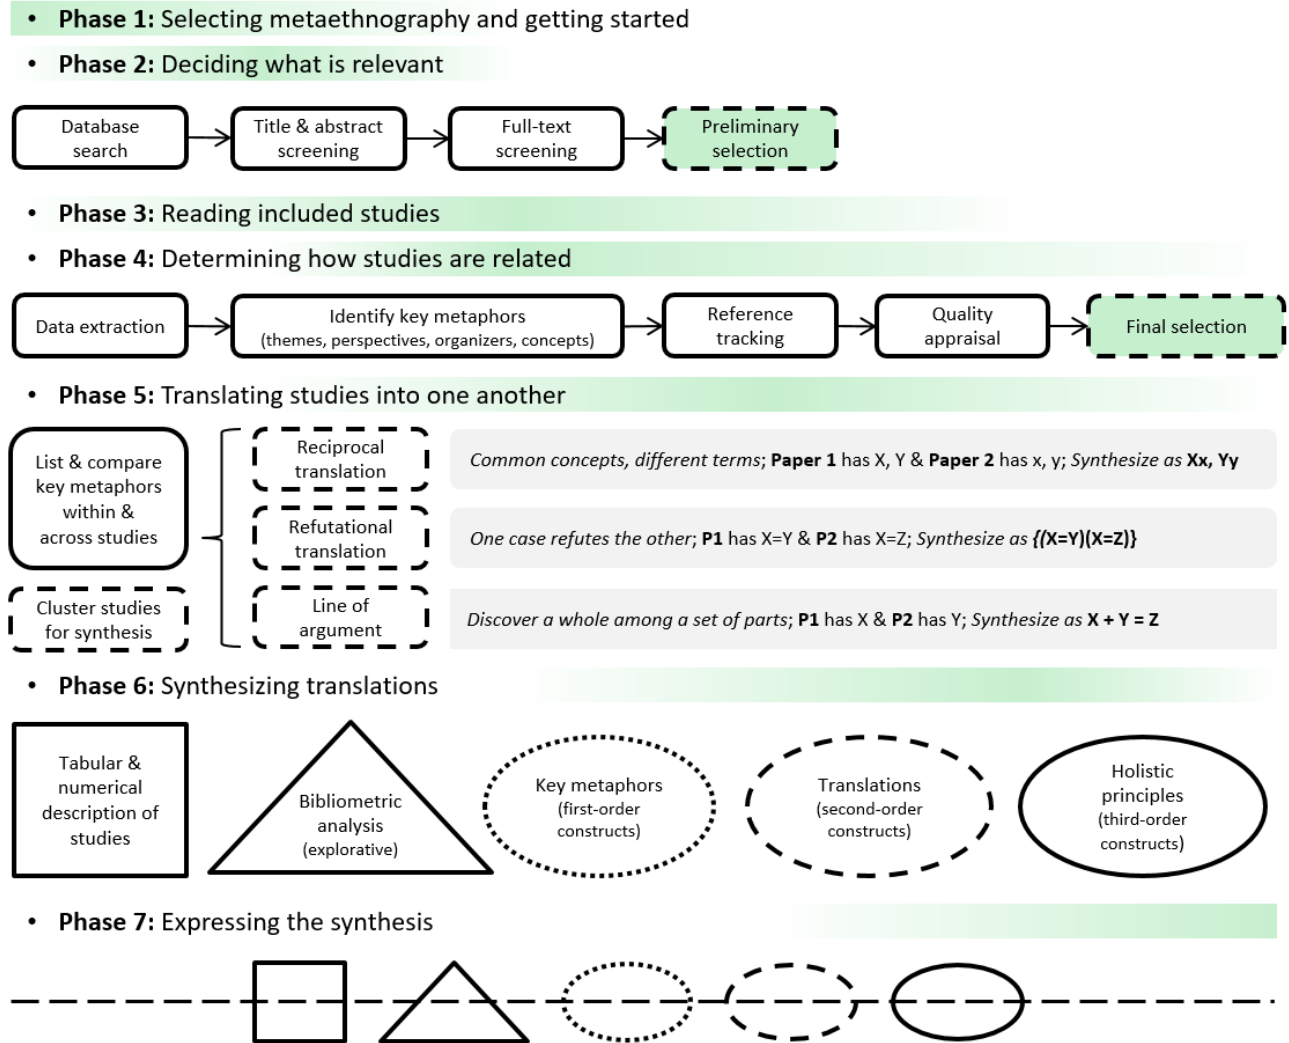 • Phase 1: Selecting metaethnography and getting started
• Phase 2: Deciding what is relevant
Database
search
Title & abstract
screening
Full-text
screening
Preliminary
selection
• Phase 3: Reading included studies
• Phase 4: Determining how studies are related
Data extraction
Identify key metaphors
(themes, perspectives, organizers, concepts)
Reference
tracking
Quality
appraisal
Final selection
• Phase 5: Translating studies into one another
List & compare
key metaphors
within &
across studies
Cluster studies
for synthesis
Reciprocal
translation
Common concepts, different terms; Paper 1 has X, Y & Paper 2 has x, y; Synthesize as Xx, Yy
Refutational
translation
One case refutes the other; P1 has X=Y & P2 has X=Z; Synthesize as {(X=Y)(X=Z)}
Line of
argument
Discover a whole among a set of parts; P1 has X & P2 has Y; Synthesize as X + Y = Z
• Phase 6: Synthesizing translations
Tabular &
numerical
description of
studies
Bibliometric
analysis
(explorative)
Key metaphors
(first-order
constructs)
Translations
(second-order
constructs)
Holistic
principles
(third-order
constructs)
• Phase 7: Expressing the synthesis